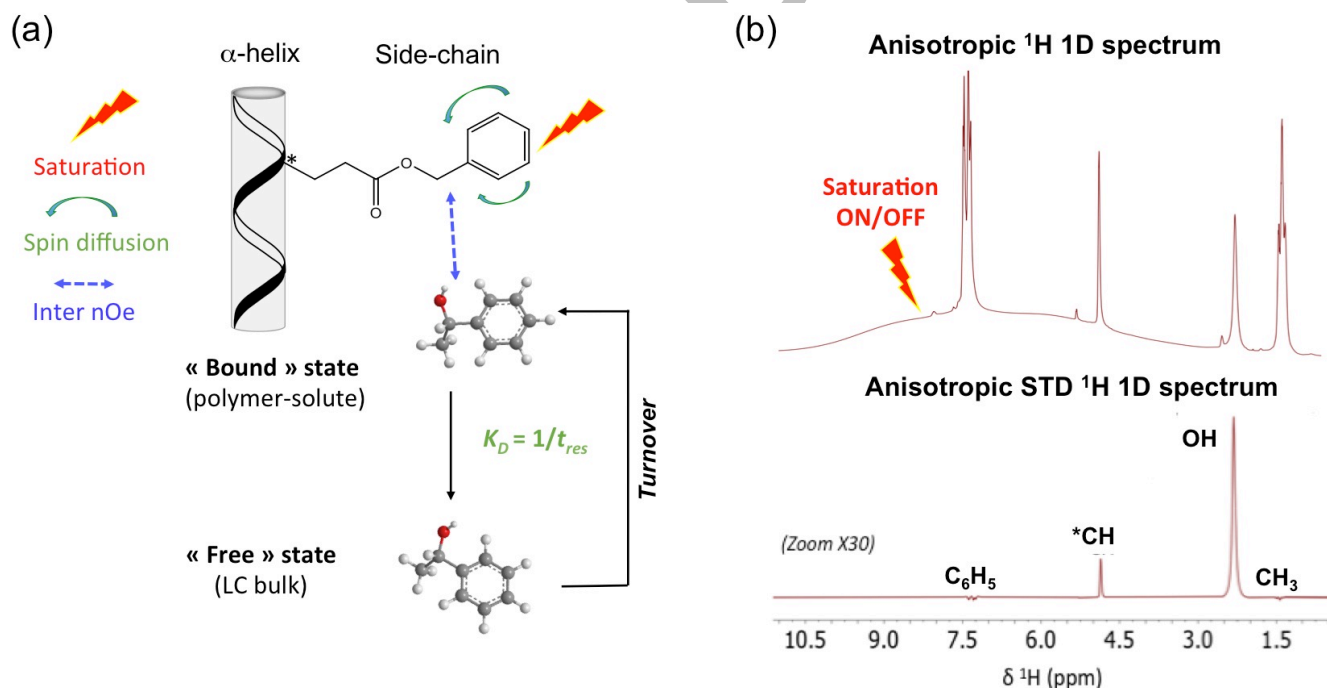 (a)
α-helix
Side-chain
*
O
O
Saturation
Spin diffusion
Inter nOe
« Bound » state
(polymer-solute)
K_D = 1/t_res
Turnover
« Free » state
(LC bulk)
(b)
Anisotropic ¹H 1D spectrum
Saturation
ON/OFF
Anisotropic STD ¹H 1D spectrum
OH
(Zoom X30)
*CH
C₆H₅
CH₃
10.5 9.0 7.5 6.0 4.5 3.0 1.5
δ ¹H (ppm)